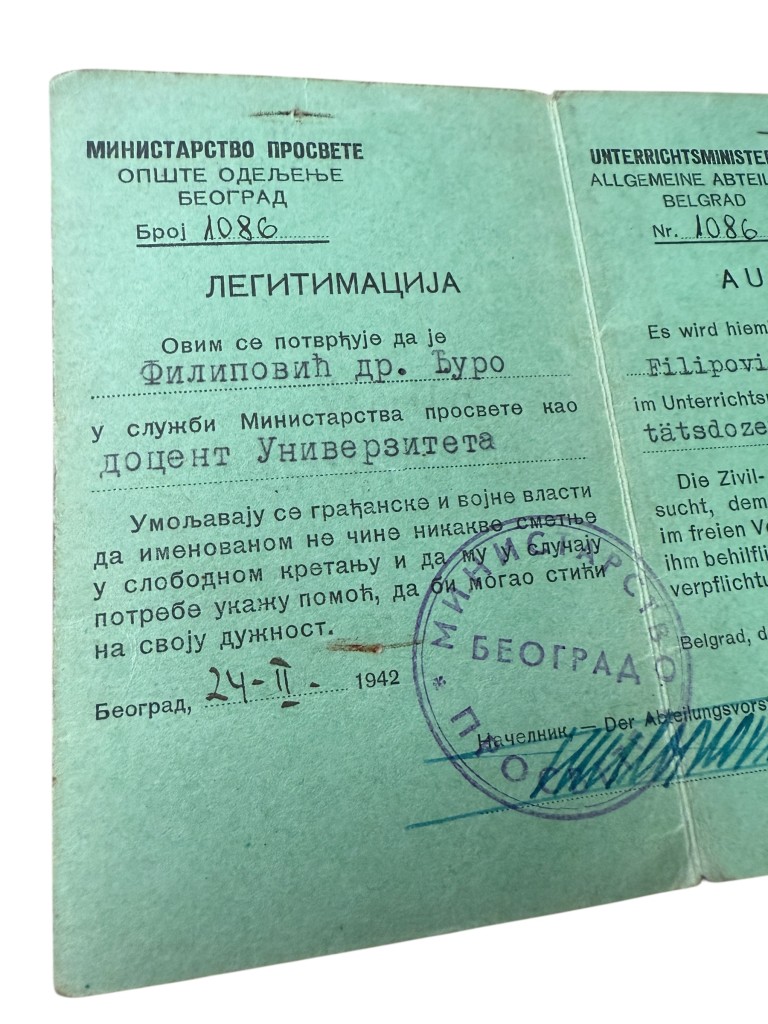 МИНИСТАРСТВО ПРОСВЕТЕ
ОПШТЕ ОДЕЉЕЊЕ
БЕОГРАД
Број 1086
ЛЕГИТИМАЦИЈА
Овим се потврђује да је
Филиповић др. Ђуро
у служби Министарства просвете као
доцент Универзитета
Умољавају се грађанске и војне власти
да именованом не чине никакве сметње
у слободном кретању и да му у случају
потребе укажу помоћ, да би могао стићи
на своју дужност.
Београд, 24-II- 1942
Начелник, — Der Abteilungsvorst
МИНИСТАРСТВО ПРОС
БЕОГРАД
UNTERRICHTSMINISTE
ALLGEMEINE ABTEIL
BELGRAD
Nr. 1086
AU
Es wird hiem
Filipovi
im Unterrichts
tätsdoze
Die Zivil-
sucht, dem
im freien V
ihm behilfli
verpflichtu
Belgrad, d